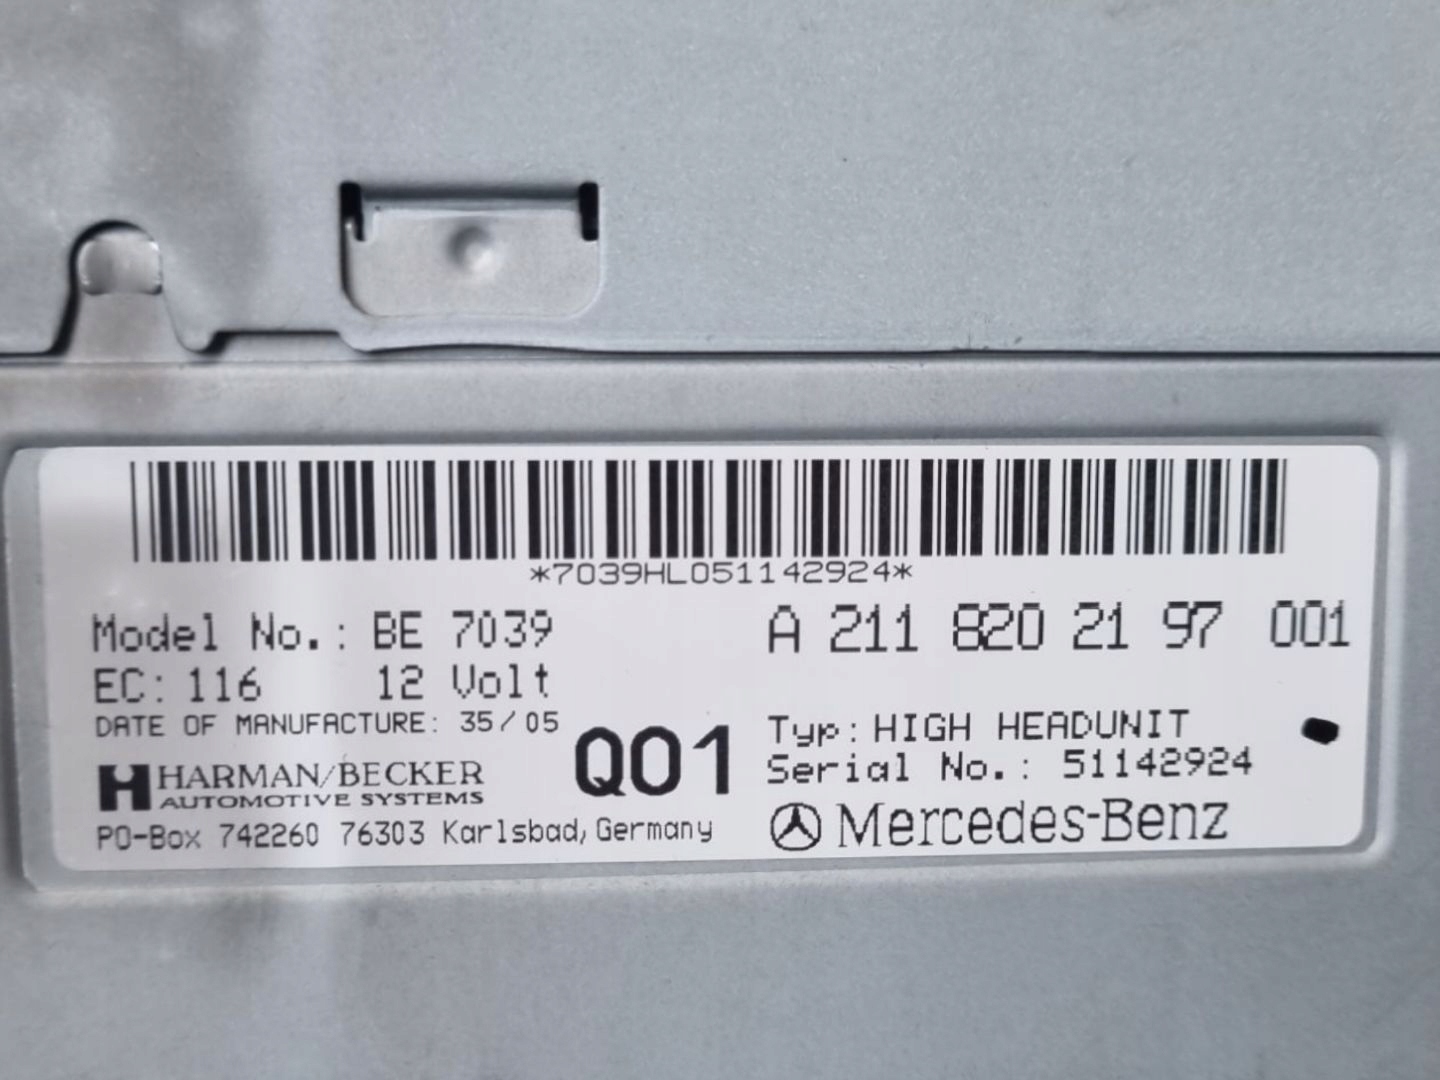 *7039HL051142924*
Model No.: BE 7039
A 211 820 21 97 001
EC: 116 12 Volt
DATE OF MANUFACTURE: 35/05
Q01
Typ: HIGH HEADUNIT
Serial No.: 51142924
HARMAN/BECKER
AUTOMOTIVE SYSTEMS
PO-Box 742260 76303 Karlsbad, Germany
Mercedes-Benz